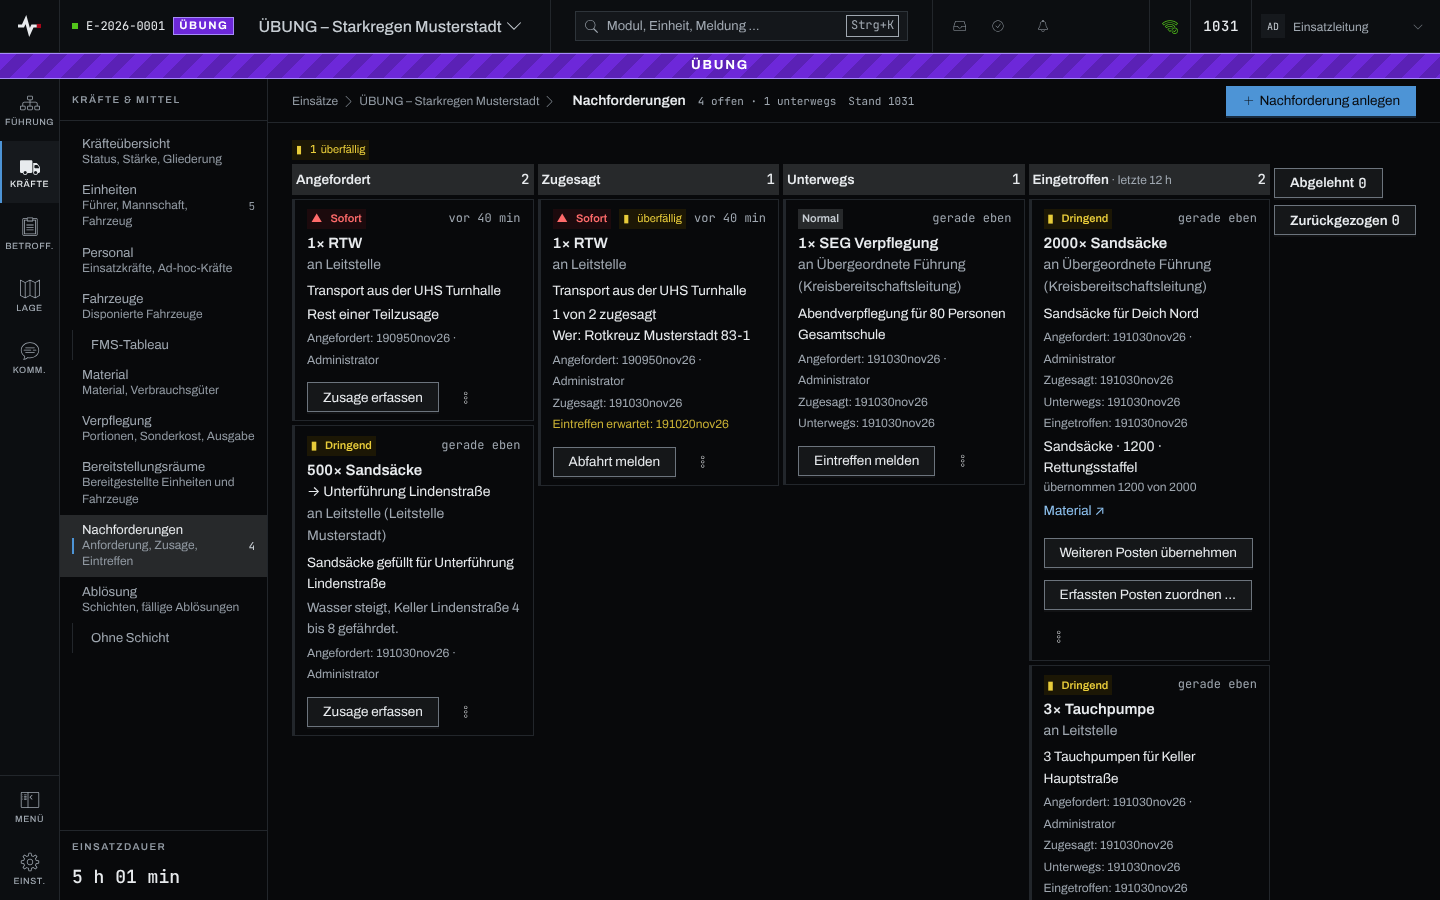 E-2026-0001 ÜBUNG
ÜBUNG – Starkregen Musterstadt
Modul, Einheit, Meldung ...
Strg+K
1031
AD
Einsatzleitung
ÜBUNG
FÜHRUNG
KRÄFTE
BETROFF.
LAGE
KOMM.
MENÜ
EINST.
KRÄFTE & MITTEL
Kräfteübersicht
Status, Stärke, Gliederung
Einheiten
Führer, Mannschaft,
Fahrzeug
5
Personal
Einsatzkräfte, Ad-hoc-Kräfte
Fahrzeuge
Disponierte Fahrzeuge
FMS-Tableau
Material
Material, Verbrauchsgüter
Verpflegung
Portionen, Sonderkost, Ausgabe
Bereitstellungsräume
Bereitgestellte Einheiten und
Fahrzeuge
Nachforderungen
Anforderung, Zusage,
Eintreffen
4
Ablösung
Schichten, fällige Ablösungen
Ohne Schicht
EINSATZDAUER
5 h 01 min
Einsätze
ÜBUNG – Starkregen Musterstadt
Nachforderungen
4 offen · 1 unterwegs Stand 1031
+ Nachforderung anlegen
1 überfällig
Angefordert 2
Sofort vor 40 min
1× RTW
an Leitstelle
Transport aus der UHS Turnhalle
Rest einer Teilzusage
Angefordert: 190950nov26 ·
Administrator
Zusage erfassen
Dringend gerade eben
500× Sandsäcke
→ Unterführung Lindenstraße
an Leitstelle (Leitstelle
Musterstadt)
Sandsäcke gefüllt für Unterführung
Lindenstraße
Wasser steigt, Keller Lindenstraße 4
bis 8 gefährdet.
Angefordert: 191030nov26 ·
Administrator
Zusage erfassen
Zugesagt 1
Sofort überfällig vor 40 min
1× RTW
an Leitstelle
Transport aus der UHS Turnhalle
1 von 2 zugesagt
Wer: Rotkreuz Musterstadt 83-1
Angefordert: 190950nov26 ·
Administrator
Zugesagt: 191030nov26
Eintreffen erwartet: 191020nov26
Abfahrt melden
Unterwegs 1
Normal gerade eben
1× SEG Verpflegung
an Übergeordnete Führung
(Kreisbereitschaftsleitung)
Abendverpflegung für 80 Personen
Gesamtschule
Angefordert: 191030nov26 ·
Administrator
Zugesagt: 191030nov26
Unterwegs: 191030nov26
Eintreffen melden
Eingetroffen · letzte 12 h 2
Dringend gerade eben
2000× Sandsäcke
an Übergeordnete Führung
(Kreisbereitschaftsleitung)
Sandsäcke für Deich Nord
Angefordert: 191030nov26 ·
Administrator
Zugesagt: 191030nov26
Unterwegs: 191030nov26
Eingetroffen: 191030nov26
Sandsäcke · 1200 ·
Rettungsstaffel
übernommen 1200 von 2000
Material ↗
Weiteren Posten übernehmen
Erfassten Posten zuordnen ...
Dringend gerade eben
3× Tauchpumpe
an Leitstelle
3 Tauchpumpen für Keller
Hauptstraße
Angefordert: 191030nov26 ·
Administrator
Zugesagt: 191030nov26
Unterwegs: 191030nov26
Eingetroffen: 191030nov26
Abgelehnt 0
Zurückgezogen 0